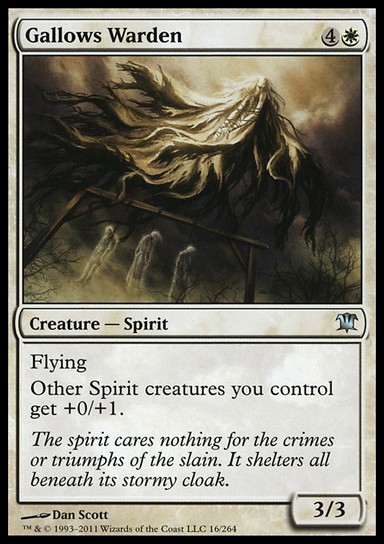 Gallows Warden 4
Creature — Spirit
Flying
Other Spirit creatures you control
get +0/+1.
The spirit cares nothing for the crimes
or triumphs of the slain. It shelters all
beneath its stormy cloak.
Dan Scott
3/3
™ & © 1993–2011 Wizards of the Coast LLC 16/264